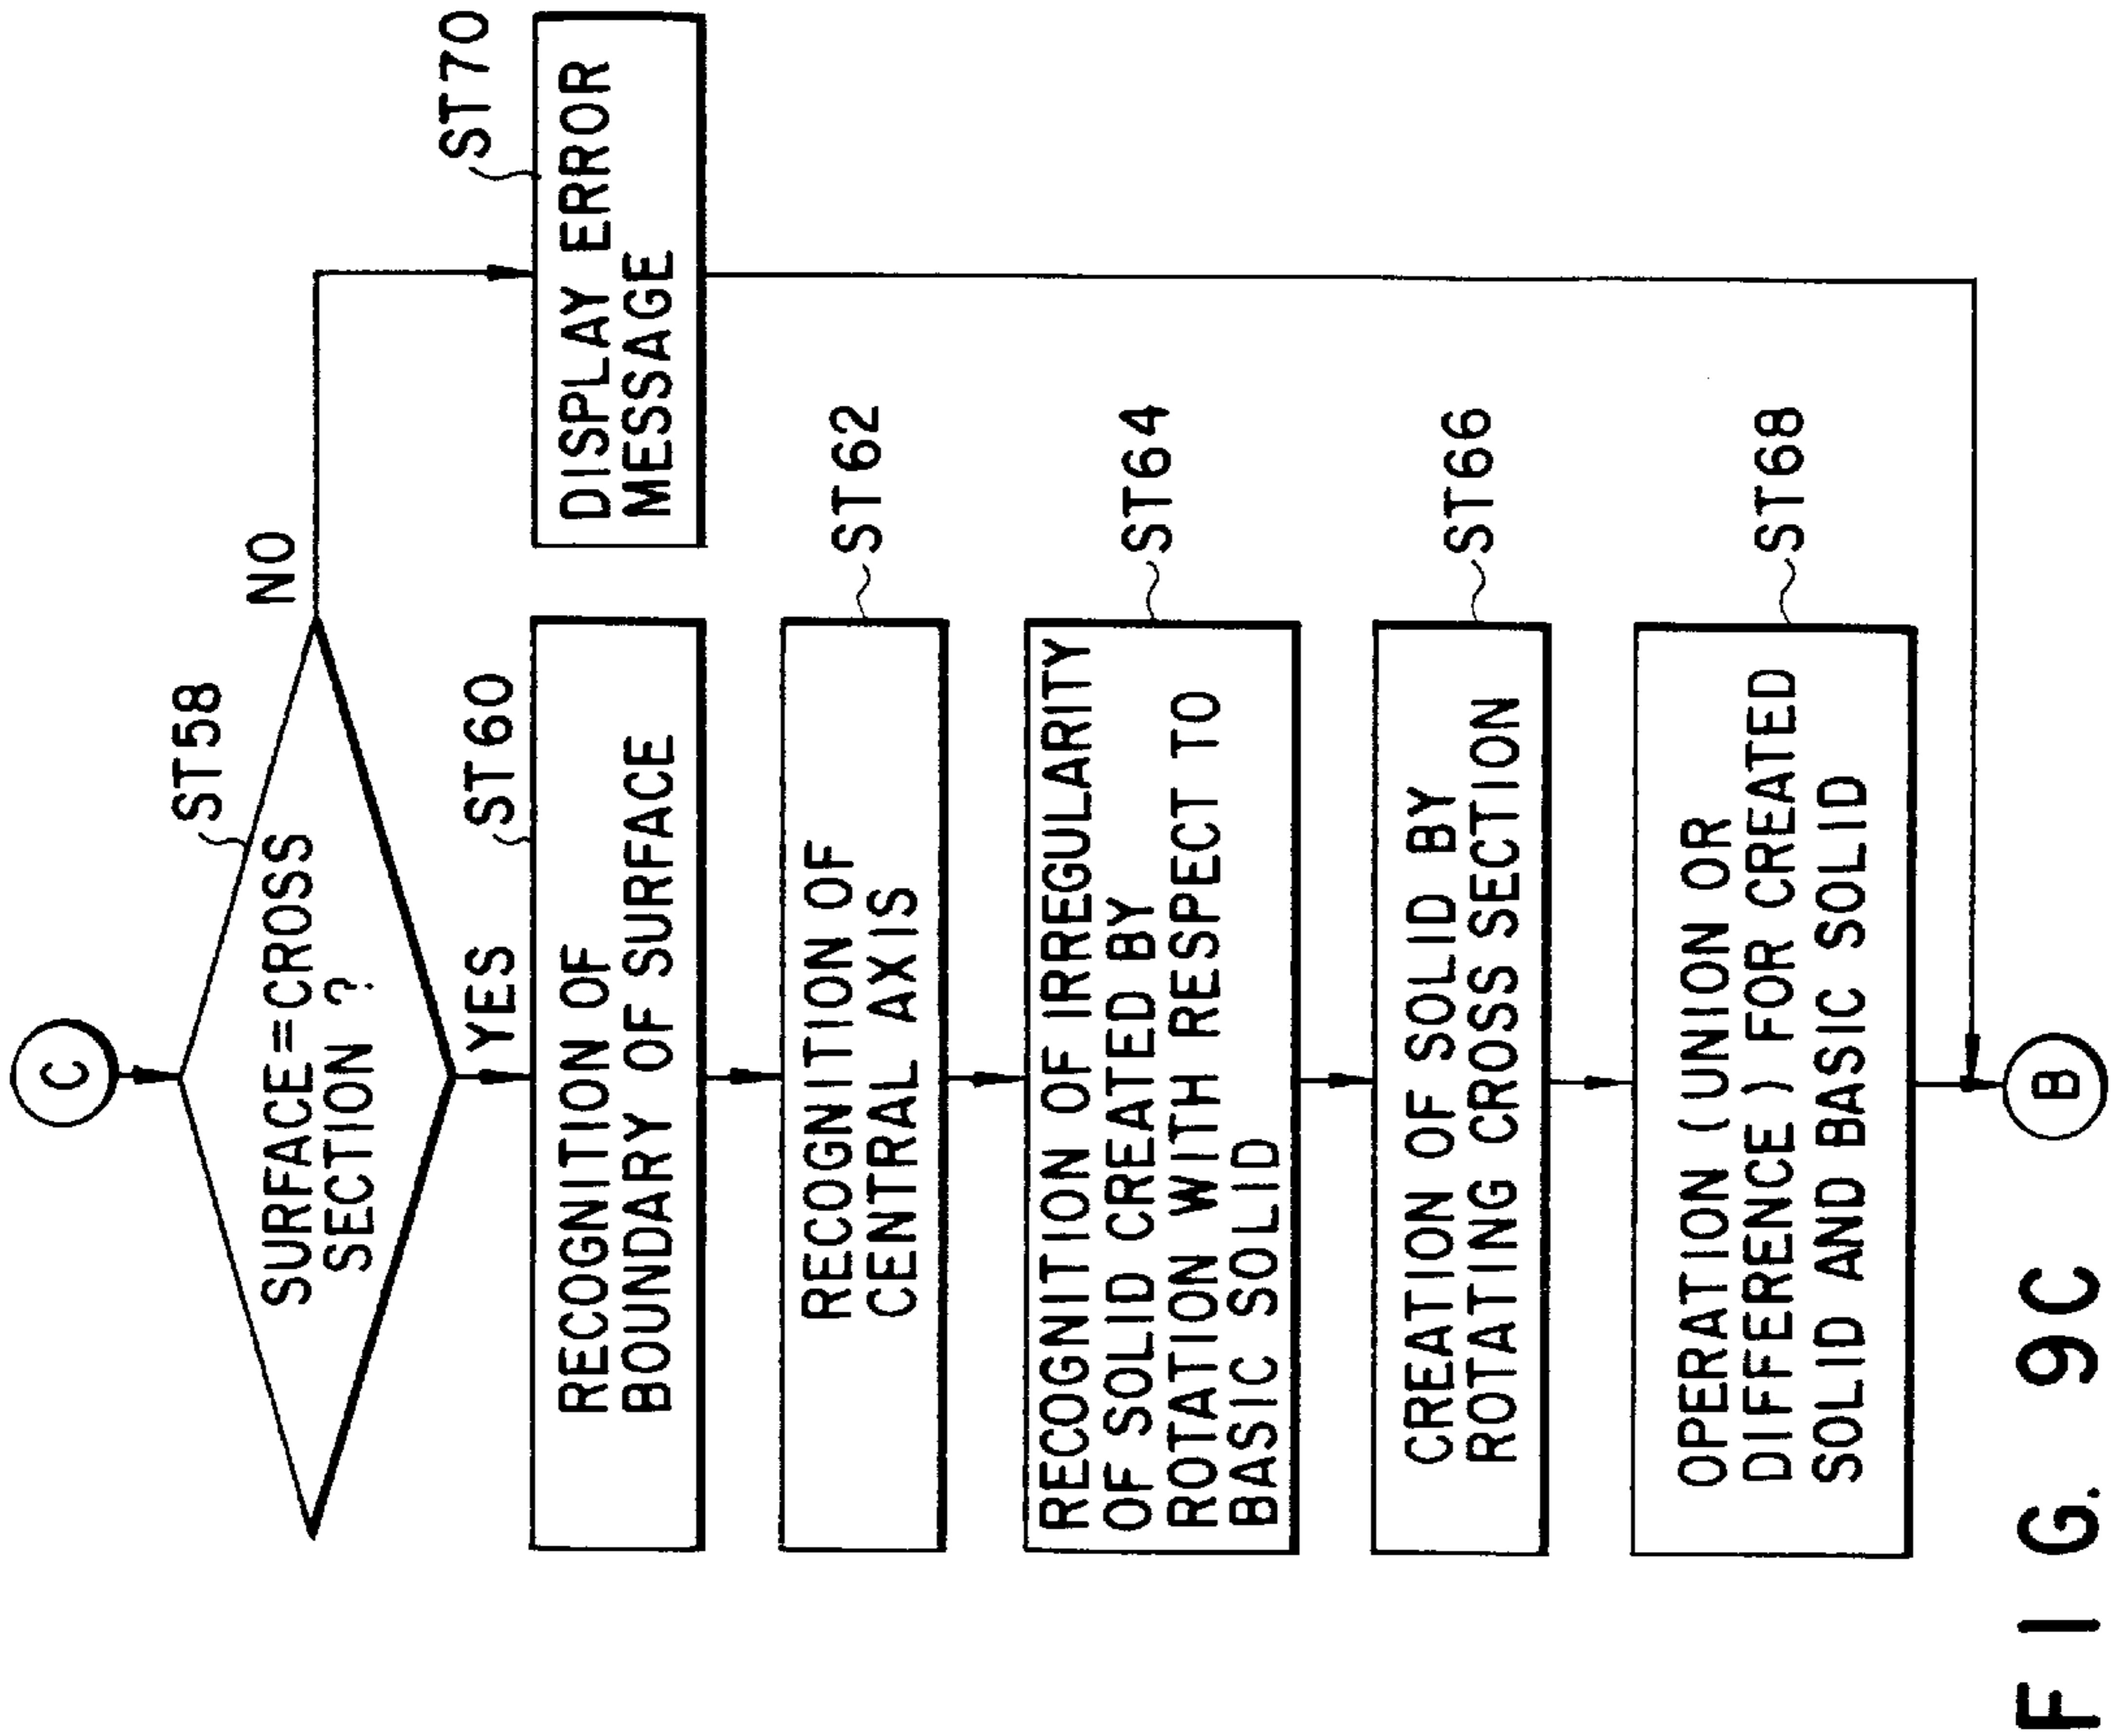 C
ST58
SURFACE=CROSS
SECTION ?
NO
YES
ST60
RECOGNITION OF
BOUNDARY OF SURFACE
ST70
DISPLAY ERROR
MESSAGE
RECOGNITION OF
CENTRAL AXIS
ST62
RECOGNITION OF IRREGULARITY
OF SOLID CREATED BY
ROTATION WITH RESPECT TO
BASIC SOLID
ST64
CREATION OF SOLID BY
ROTATING CROSS SECTION
ST66
OPERATION (UNION OR
DIFFERENCE) FOR CREATED
SOLID AND BASIC SOLID
ST68
B
FIG. 9C